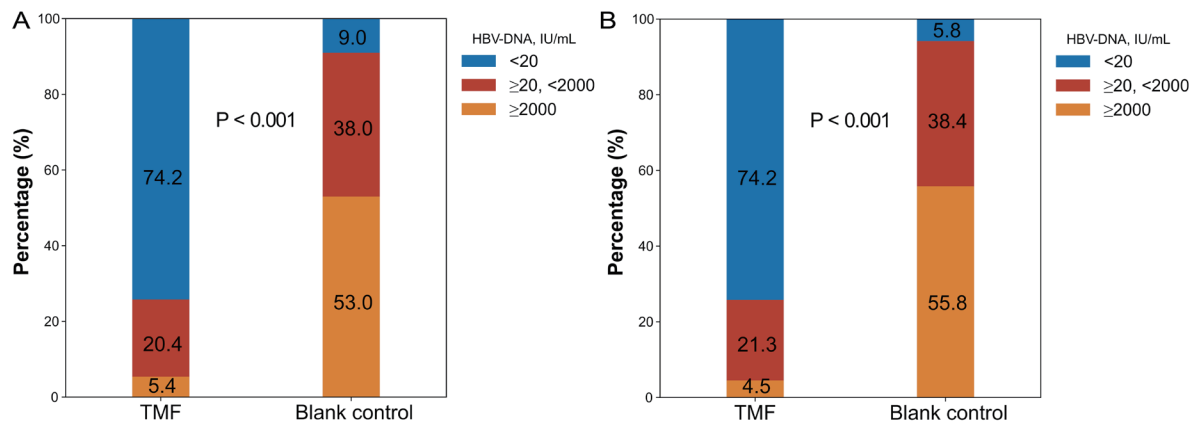 A
Percentage (%)
100
80
60
40
20
0
74.2
20.4
5.4
P < 0.001
9.0
38.0
53.0
TMF
Blank control
HBV-DNA, IU/mL
<20
≥20, <2000
≥2000
B
Percentage (%)
100
80
60
40
20
0
74.2
21.3
4.5
P < 0.001
5.8
38.4
55.8
TMF
Blank control
HBV-DNA, IU/mL
<20
≥20, <2000
≥2000